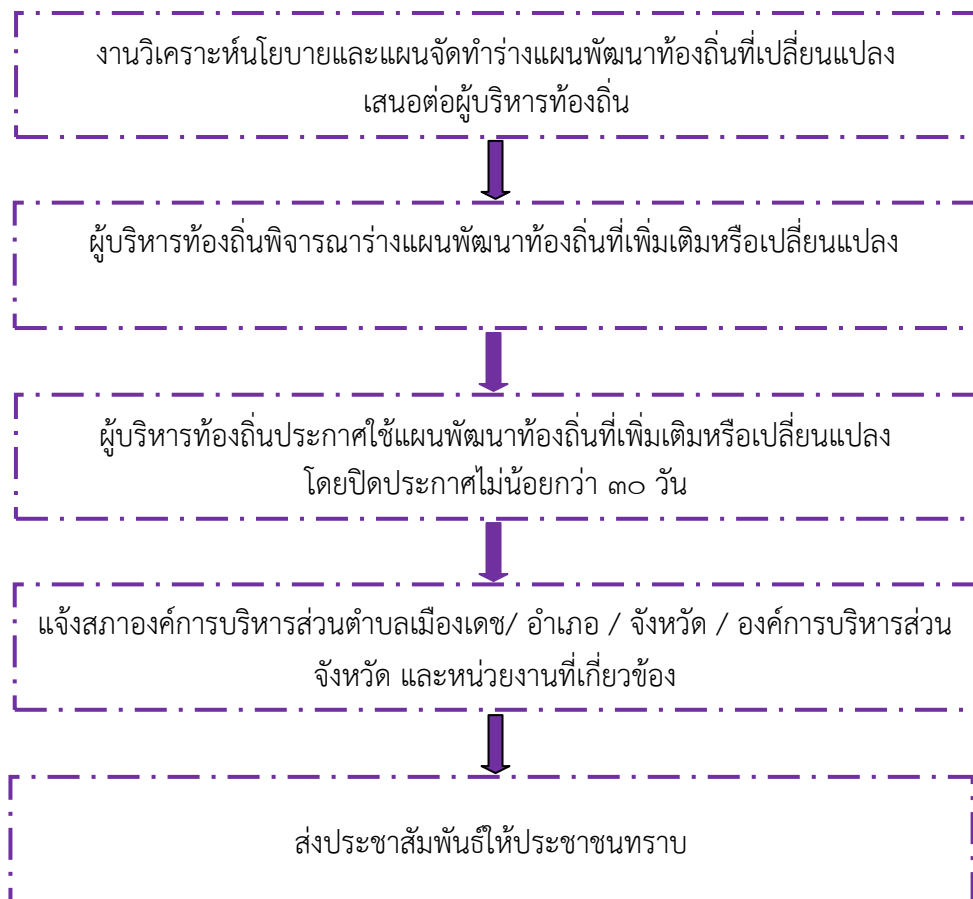 งานวิเคราะห์นโยบายและแผนจัดทำร่างแผนพัฒนาท้องถิ่นที่เปลี่ยนแปลง
เสนอต่อผู้บริหารท้องถิ่น
ผู้บริหารท้องถิ่นพิจารณาร่างแผนพัฒนาท้องถิ่นที่เพิ่มเติมหรือเปลี่ยนแปลง
ผู้บริหารท้องถิ่นประกาศใช้แผนพัฒนาท้องถิ่นที่เพิ่มเติมหรือเปลี่ยนแปลง
โดยปิดประกาศไม่น้อยกว่า ๓๐ วัน
แจ้งสภาองค์การบริหารส่วนตำบลเมืองเดช/ อำเภอ / จังหวัด / องค์การบริหารส่วน
จังหวัด และหน่วยงานที่เกี่ยวข้อง
ส่งประชาสัมพันธ์ให้ประชาชนทราบ